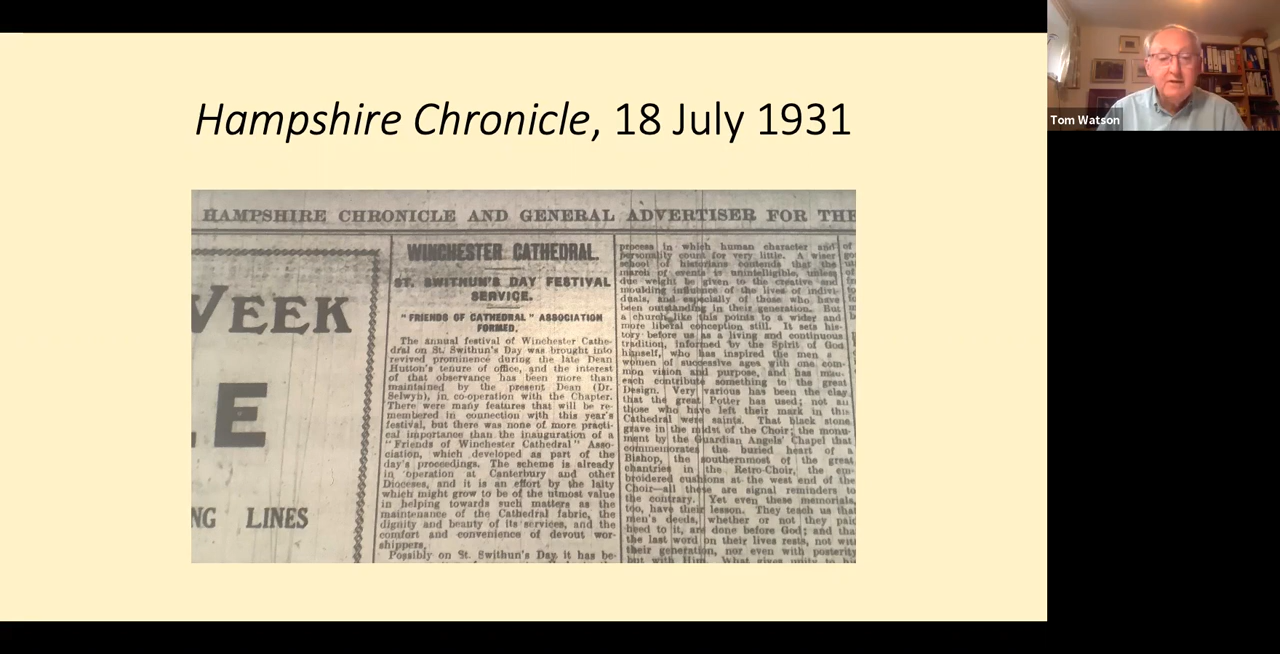 Hampshire Chronicle, 18 July 1931
Tom Watson
HAMPSHIRE CHRONICLE AND GENERAL ADVERTISER FOR THE
VEEK
E
NG LINES
WINCHESTER CATHEDRAL.
ST. SWITHUN'S DAY FESTIVAL
SERVICE.
"FRIENDS OF CATHEDRAL" ASSOCIATION
FORMED.
The annual festival of Winchester Cathe-
dral on St. Swithun's Day was brought into
revived prominence during the late Dean
Hutton's tenure of office, and the interest
of that observance has been more than
maintained by the present Dean (Dr.
Selwyn), in co-operation with the Chapter.
There were many features that will be re-
membered in connection with this year's
festival, but there was none of more practi-
cal importance than the inauguration of a
"Friends of Winchester Cathedral" Asso-
ciation, which developed as part of the
day's proceedings. The scheme is already
in operation at Canterbury and other
Dioceses, and it is an effort by the laity
which might grow to be of the utmost value
in helping towards such matters as the
maintenance of the Cathedral fabric, the
dignity and beauty of its services, and the
comfort and convenience of devout wor-
shippers.
Possibly on St. Swithun's Day, it has be-
process in which human character and
personality count for very little. A wiser
school of historians contends that the
march of events is unintelligible, unless
due weight be given to the creative and
moulding influence of the lives of indivi-
duals, and especially of those who have
been outstanding in their generation. But
a church like this points to a wider and
more liberal conception still. It sets his-
tory before us as a living and continuous
tradition, informed by the Spirit of God
himself, who has inspired the men
women of successive ages with one com-
mon vision and purpose, and has
each contribute something to the great
Design. Very various has been the clay
that the great Potter has used; not
those who have left their mark in this
Cathedral were saints. That black stone
grave in the midst of the Choir; the monu-
ment by the Guardian Angels' Chapel that
commemorates the buried heart of a
Bishop, the southernmost of the great
chantries in the Retro-Choir, the em-
broidered cushions at the west end of the
Choir—all these are signal reminders to
the contrary. Yet even these memorials,
too, have their lesson. They teach us that
men's deeds, whether or not they paid
heed to it, are done before God; and tha
the last word on their lives rests, not wit
their generation, nor even with posterity
but with Him. What gives unity to